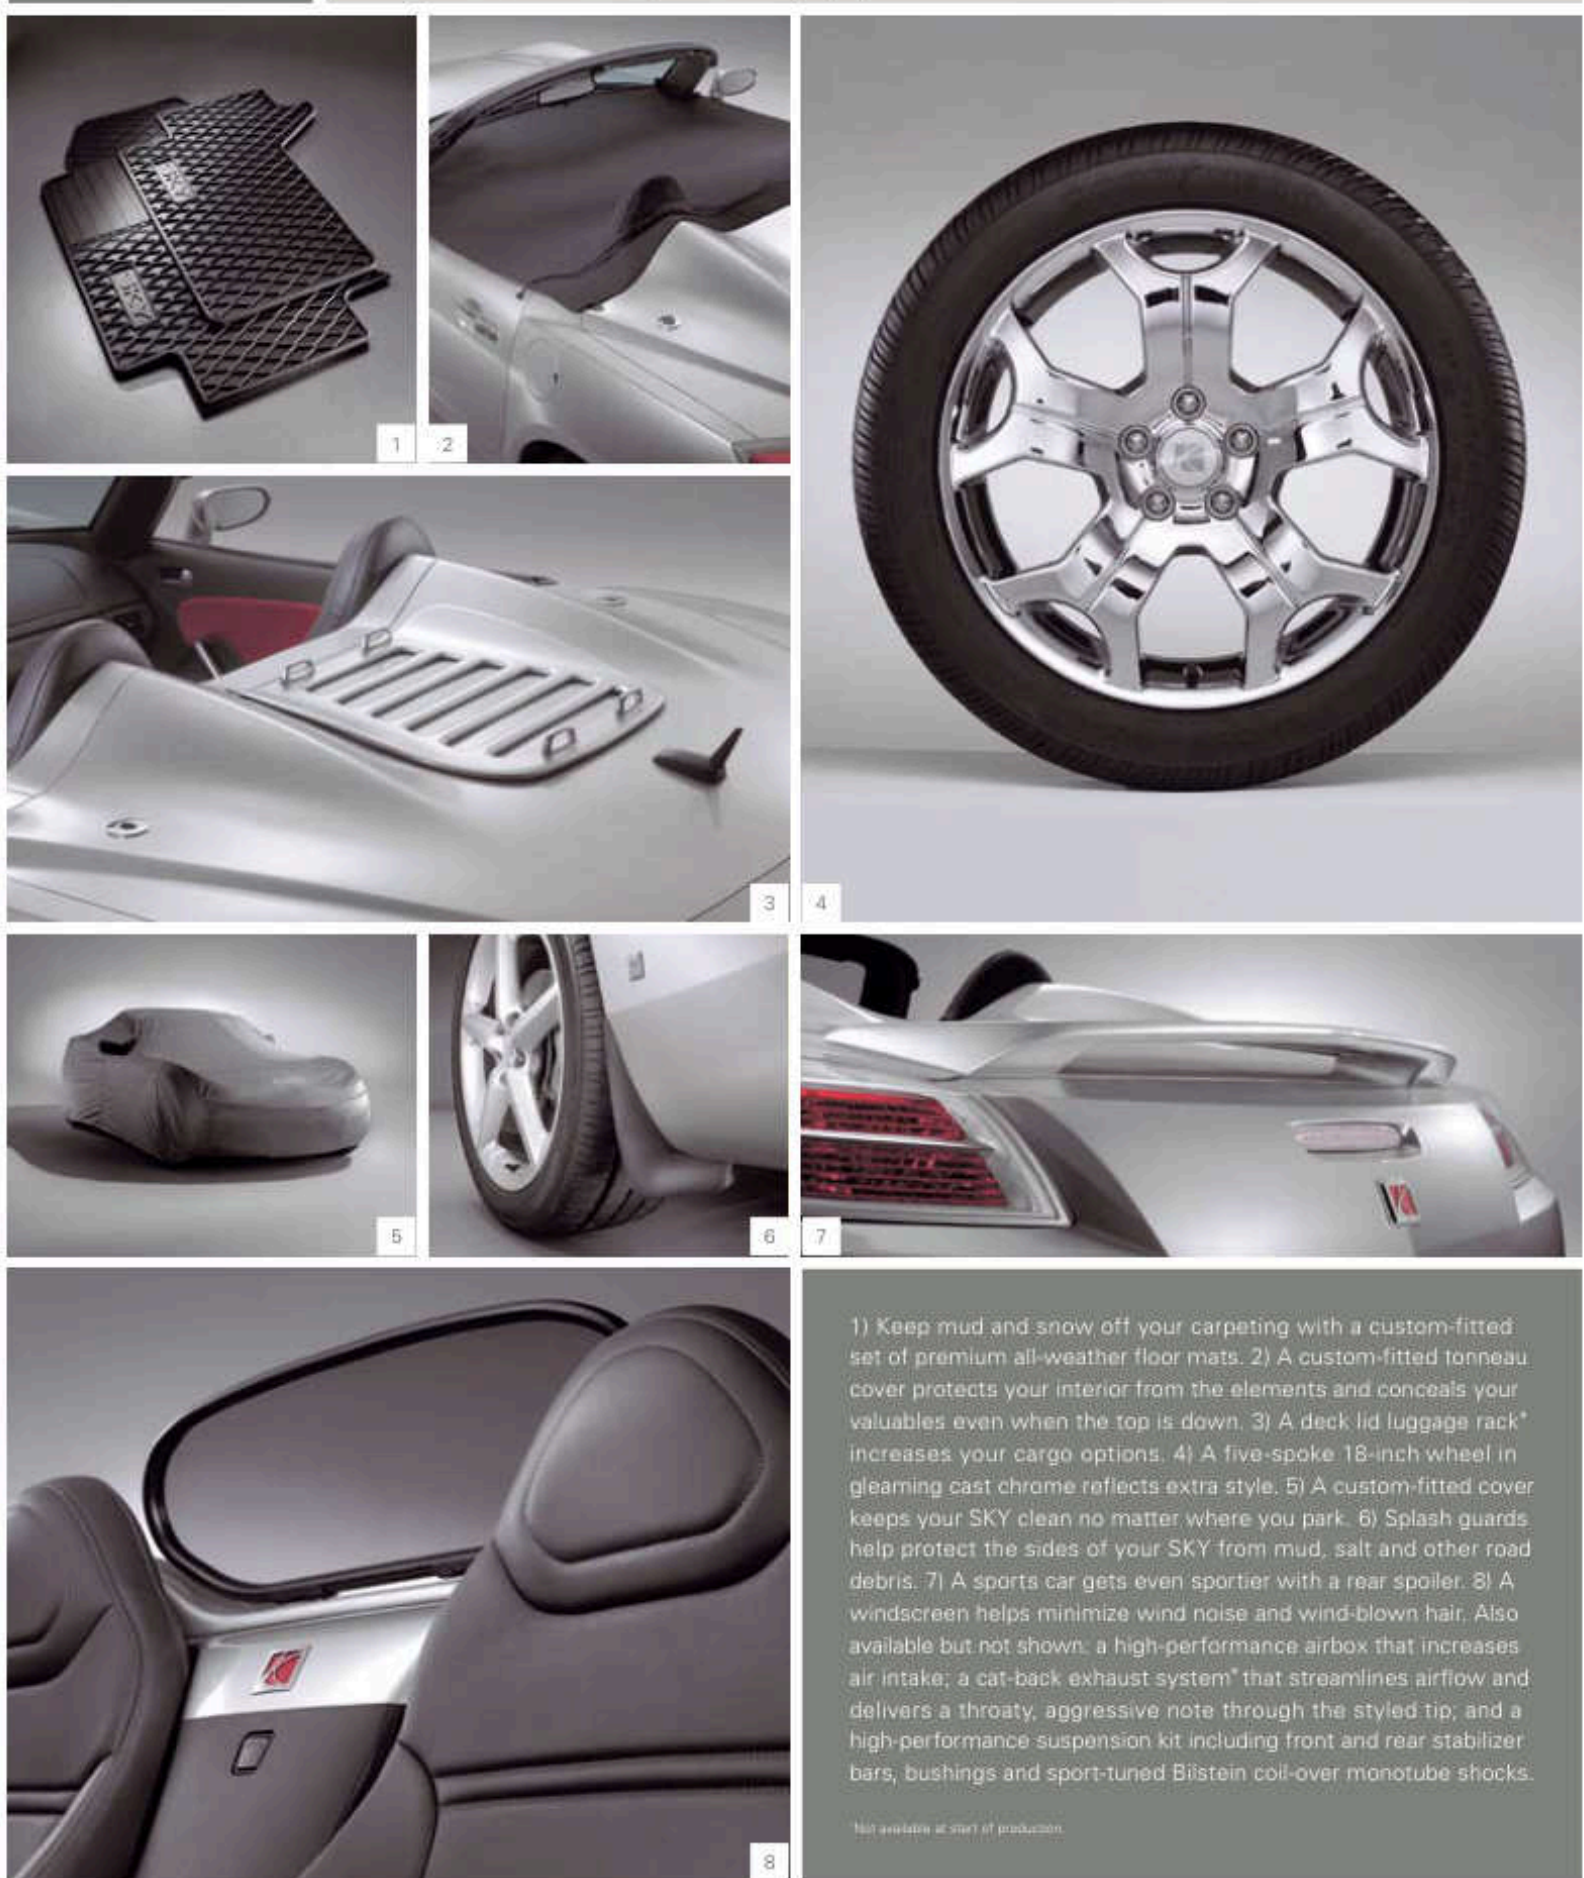 SKY
SKY
1
2
3
4
5
6
7
1) Keep mud and snow off your carpeting with a custom-fitted
set of premium all-weather floor mats. 2) A custom-fitted tonneau
cover protects your interior from the elements and conceals your
valuables even when the top is down. 3) A deck lid luggage rack*
increases your cargo options. 4) A five-spoke 18-inch wheel in
gleaming cast chrome reflects extra style. 5) A custom-fitted cover
keeps your SKY clean no matter where you park. 6) Splash guards
help protect the sides of your SKY from mud, salt and other road
debris. 7) A sports car gets even sportier with a rear spoiler. 8) A
windscreen helps minimize wind noise and wind-blown hair. Also
available but not shown: a high-performance airbox that increases
air intake; a cat-back exhaust system* that streamlines airflow and
delivers a throaty, aggressive note through the styled tip; and a
high-performance suspension kit including front and rear stabilizer
bars, bushings and sport-tuned Bilstein coil-over monotube shocks.
*Not available at start of production.
8